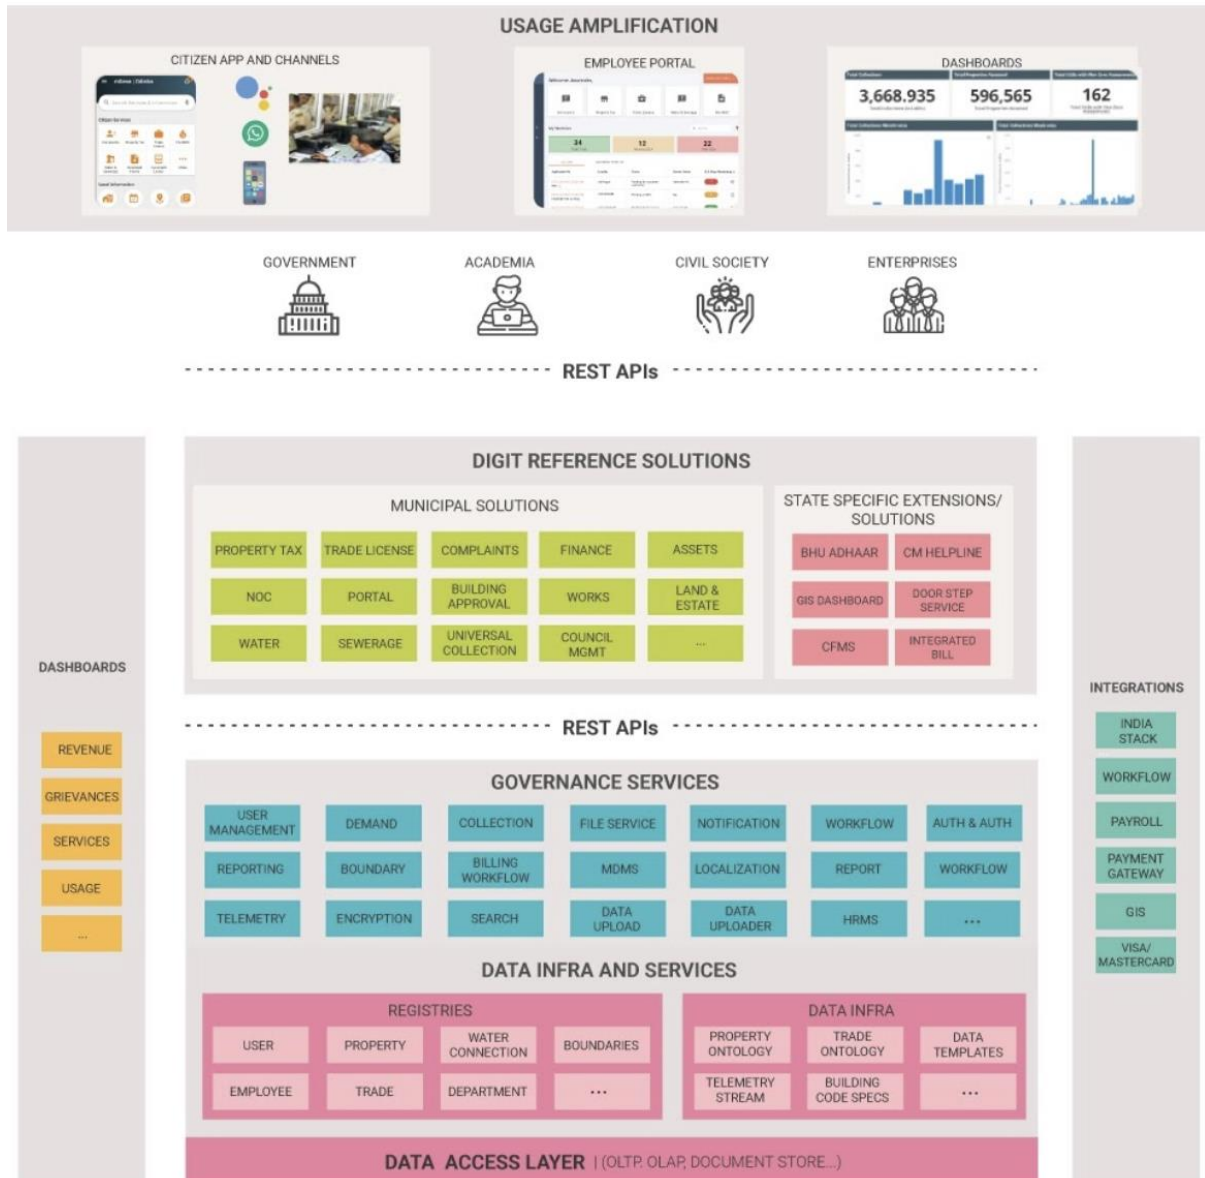 USAGE AMPLIFICATION
CITIZEN APP AND CHANNELS
EMPLOYEE PORTAL
DASHBOARDS
Citizen Services
Total Collections
3,668.935
596,565
162
34
12
22
GOVERNMENT
ACADEMIA
CIVIL SOCIETY
ENTERPRISES
REST APIs
DIGIT REFERENCE SOLUTIONS
MUNICIPAL SOLUTIONS
PROPERTY TAX
TRADE LICENSE
COMPLAINTS
FINANCE
ASSETS
NOC
PORTAL
BUILDING
APPROVAL
WORKS
LAND &
ESTATE
WATER
SEWERAGE
UNIVERSAL
COLLECTION
COUNCIL
MGMT
...
STATE SPECIFIC EXTENSIONS/
SOLUTIONS
BHU ADHAAR
CM HELPLINE
GIS DASHBOARD
DOOR STEP
SERVICE
CFMS
INTEGRATED
BILL
DASHBOARDS
REVENUE
GRIEVANCES
SERVICES
USAGE
...
INTEGRATIONS
INDIA
STACK
WORKFLOW
PAYROLL
PAYMENT
GATEWAY
GIS
VISA/
MASTERCARD
REST APIs
GOVERNANCE SERVICES
USER
MANAGEMENT
DEMAND
COLLECTION
FILE SERVICE
NOTIFICATION
WORKFLOW
AUTH & AUTH
REPORTING
BOUNDARY
BILLING
WORKFLOW
MDMS
LOCALIZATION
REPORT
WORKFLOW
TELEMETRY
ENCRYPTION
SEARCH
DATA
UPLOAD
DATA
UPLOADER
HRMS
...
DATA INFRA AND SERVICES
REGISTRIES
USER
PROPERTY
WATER
CONNECTION
BOUNDARIES
EMPLOYEE
TRADE
DEPARTMENT
...
DATA INFRA
PROPERTY
ONTOLOGY
TRADE
ONTOLOGY
DATA
TEMPLATES
TELEMETRY
STREAM
BUILDING
CODE SPECS
...
DATA ACCESS LAYER | (OLTP. OLAP, DOCUMENT STORE...)